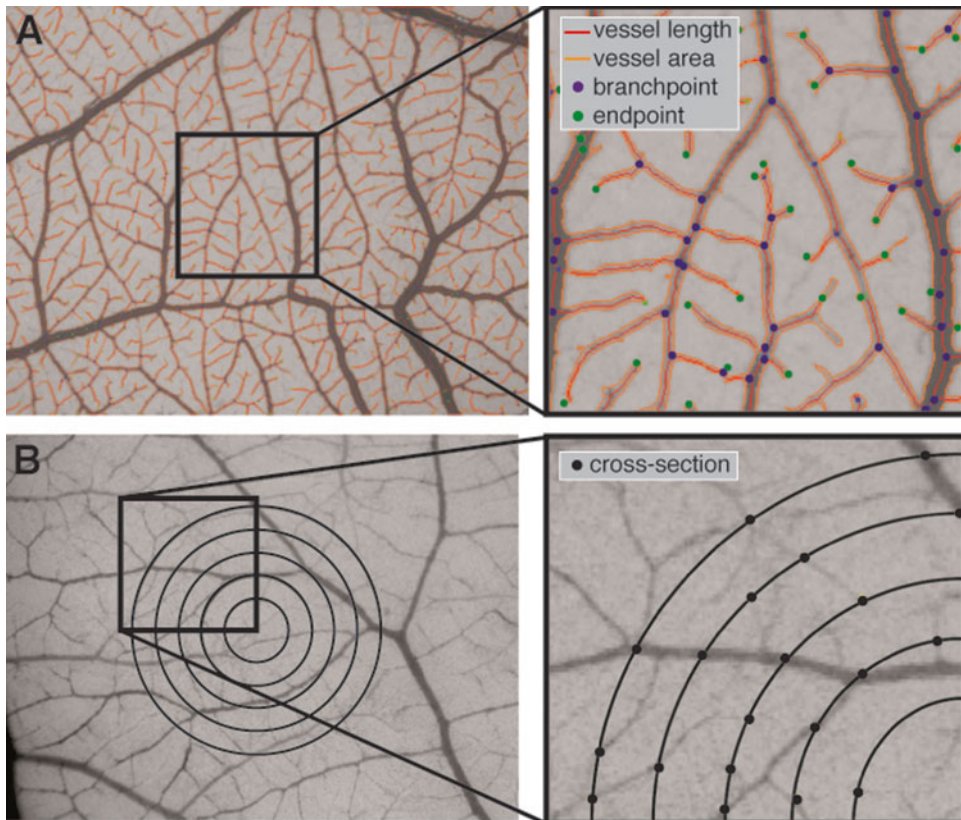 A
vessel length
vessel area
branchpoint
endpoint
B
cross-section